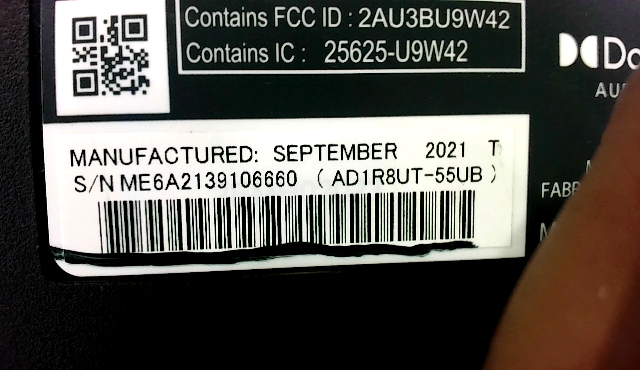 Contains FCC ID : 2AU3BU9W42
Contains IC : 25625-U9W42
MANUFACTURED: SEPTEMBER 2021 T
S/N ME6A2139106660 ( AD1R8UT-55UB )